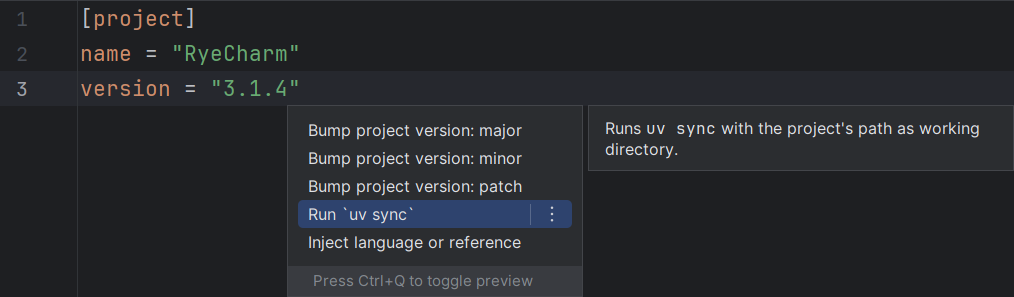 1 [project]
2 name = "RyeCharm"
3 version = "3.1.4"
Bump project version: major
Bump project version: minor
Bump project version: patch
Run `uv sync`
Inject language or reference
Press Ctrl+Q to toggle preview
Runs uv sync with the project's path as working
directory.